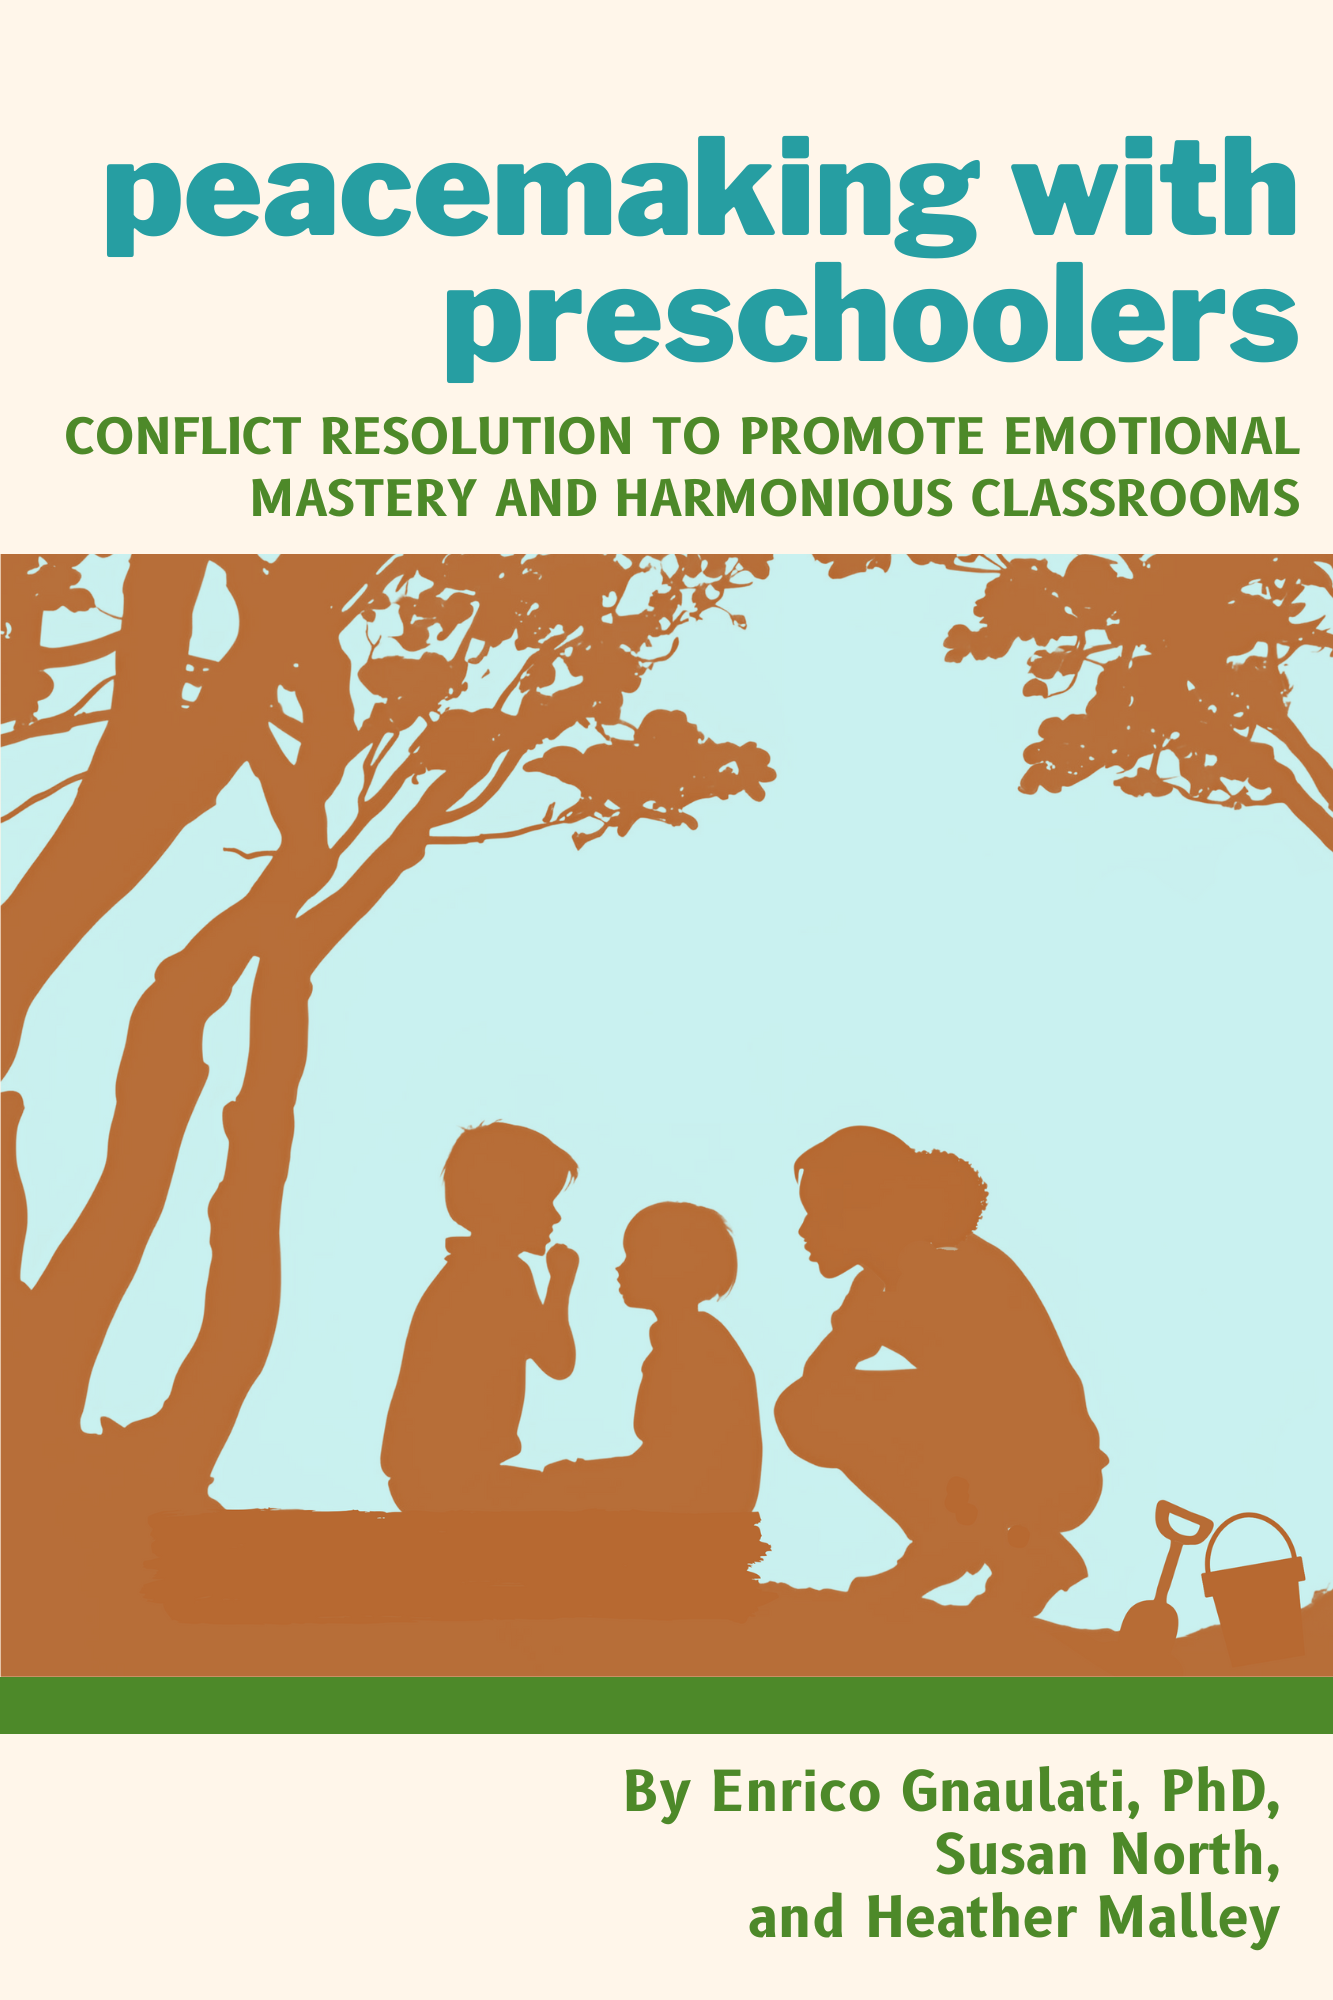 peacemaking with
preschoolers
CONFLICT RESOLUTION TO PROMOTE EMOTIONAL
MASTERY AND HARMONIOUS CLASSROOMS
By Enrico Gnaulati, PhD,
Susan North,
and Heather Malley